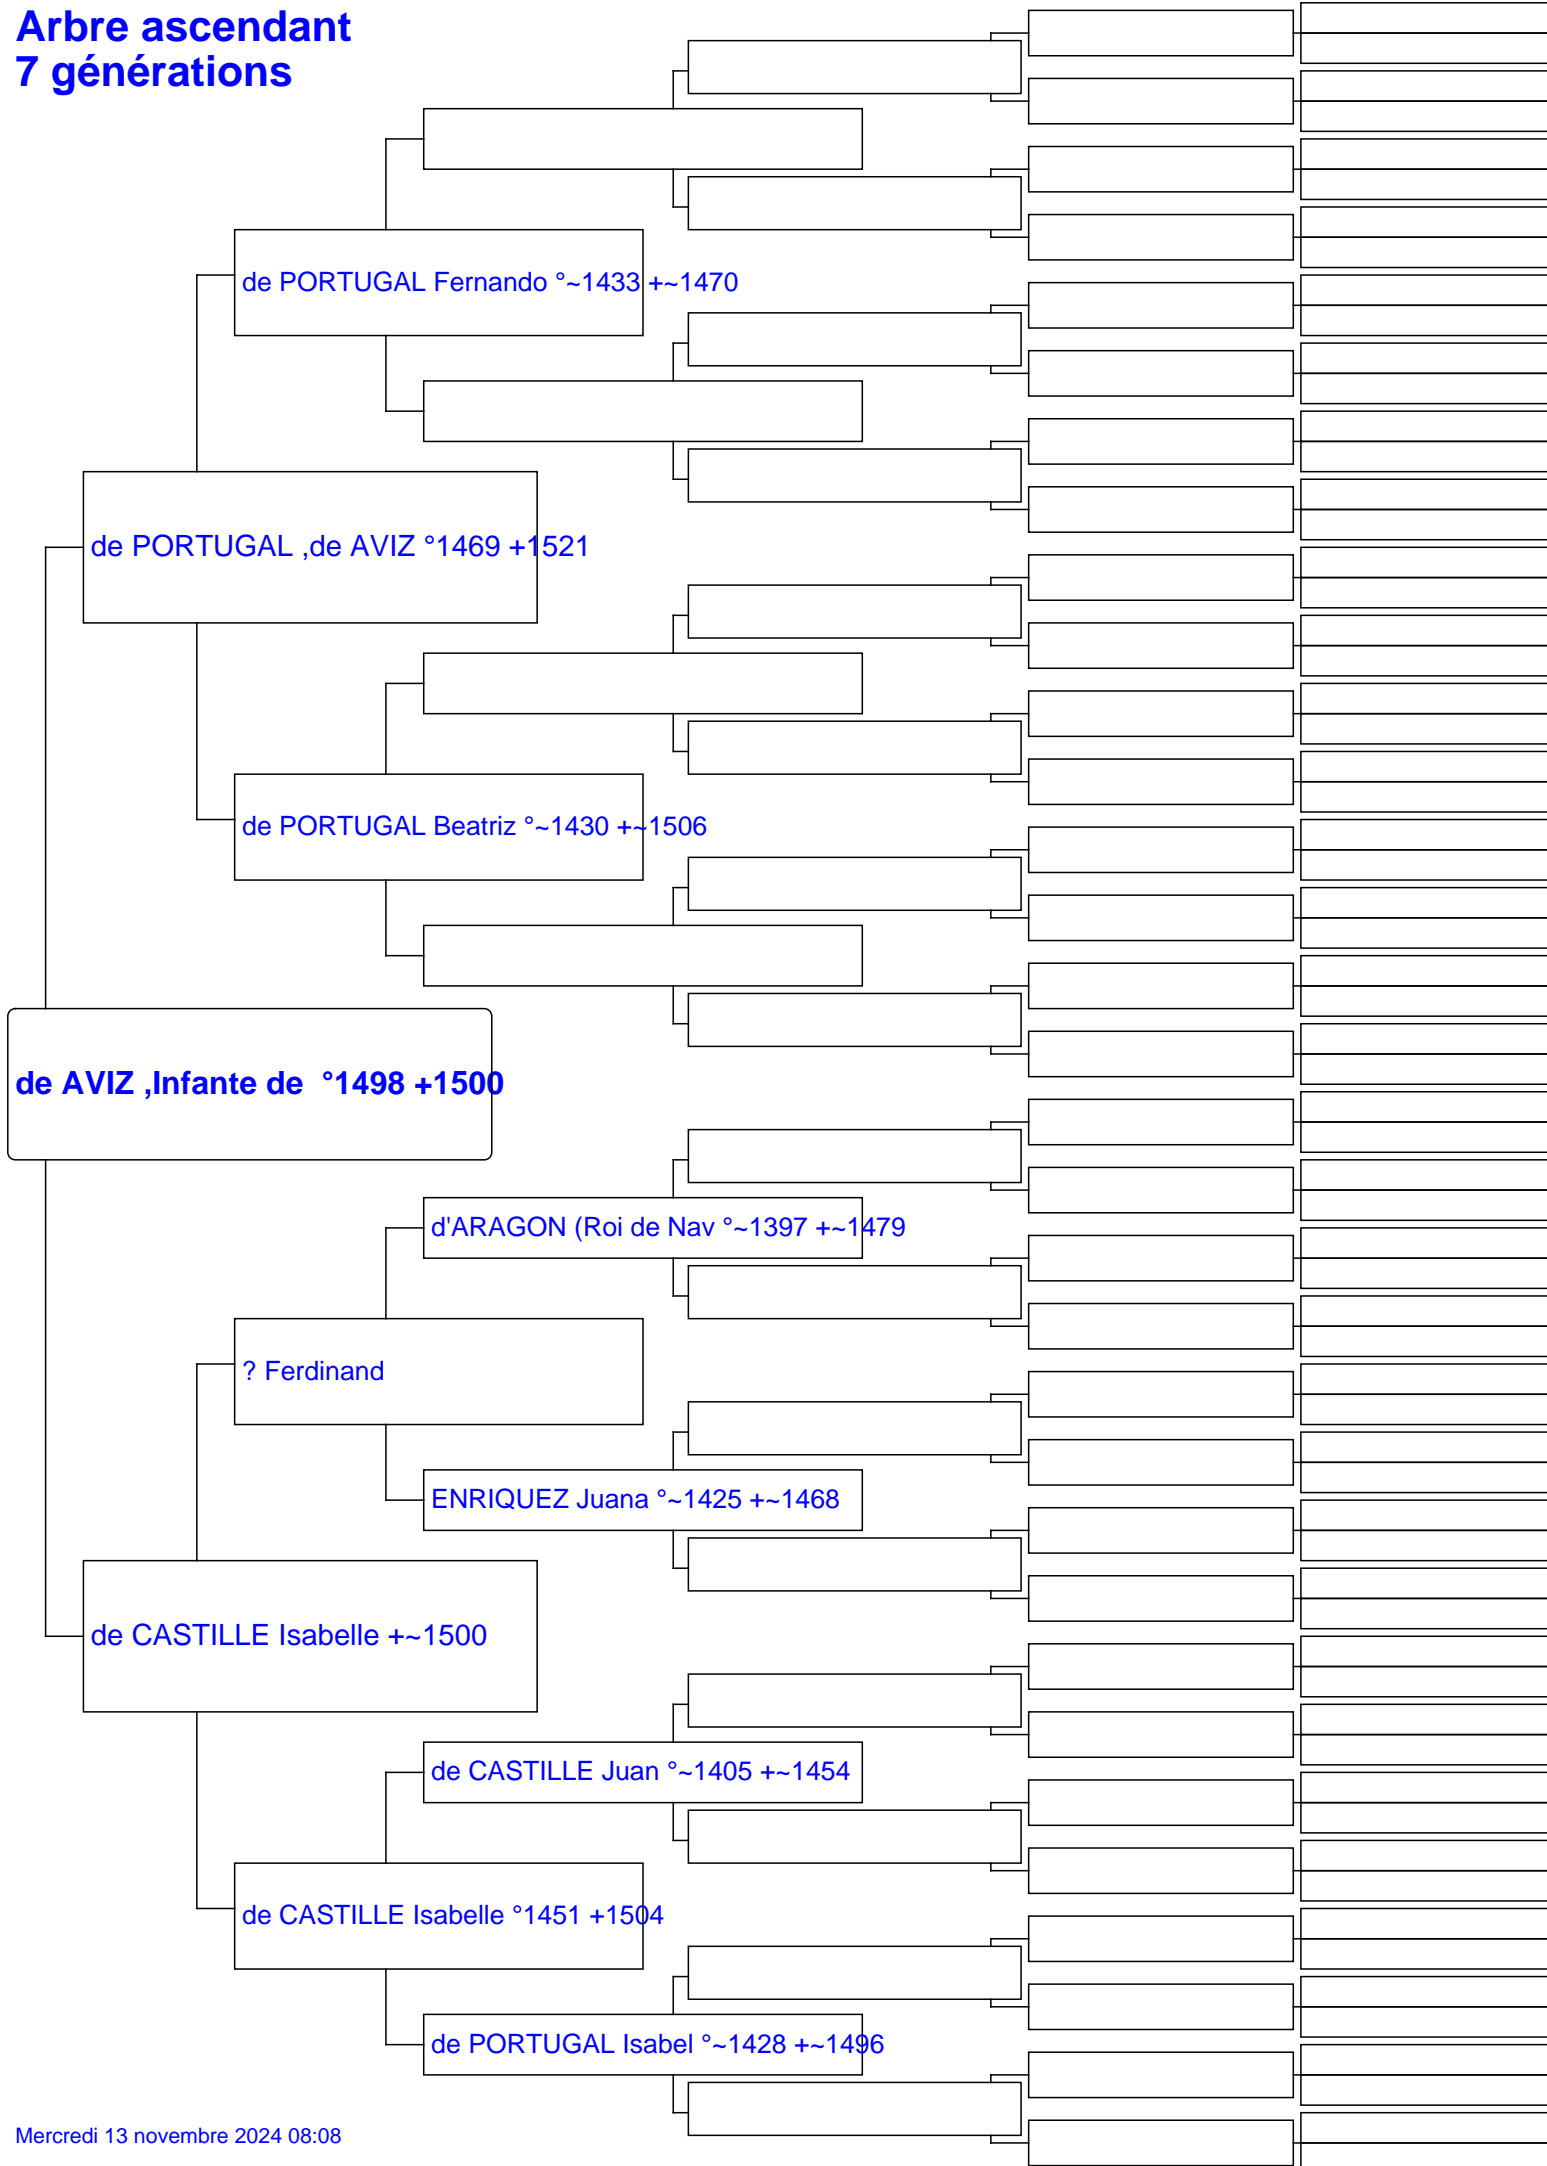 Arbre ascendant
7 générations
de PORTUGAL Fernando °~1433 +~1470
de PORTUGAL ,de AVIZ °1469 +1521
de PORTUGAL Beatriz °~1430 +~1506
de AVIZ ,Infante de  °1498 +1500
d'ARAGON (Roi de Nav °~1397 +~1479
? Ferdinand
ENRIQUEZ Juana °~1425 +~1468
de CASTILLE Isabelle +~1500
de CASTILLE Juan °~1405 +~1454
de CASTILLE Isabelle °1451 +1504
de PORTUGAL Isabel °~1428 +~1496
Mercredi 13 novembre 2024 08:08